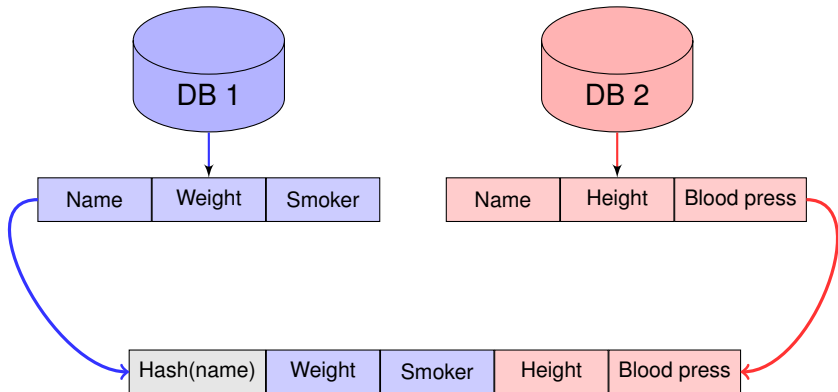 DB 1
DB 2
Name Weight Smoker
Name Height Blood press
Hash(name) Weight Smoker Height Blood press